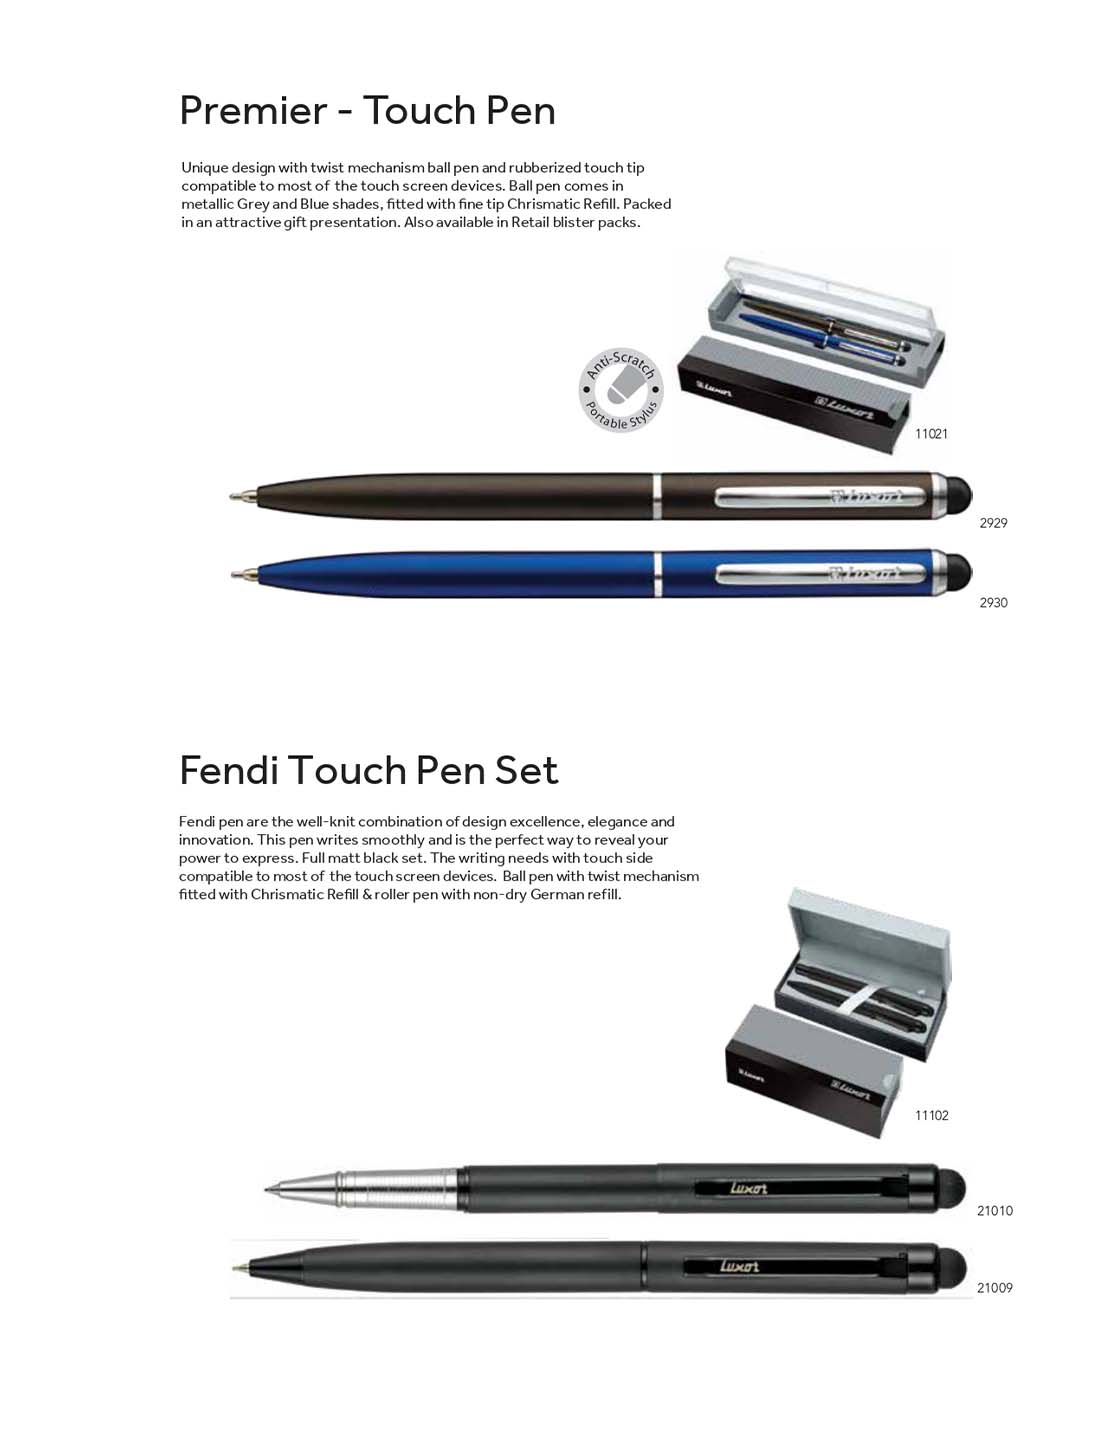 Premier - Touch Pen
Unique design with twist mechanism ball pen and rubberized touch tip
compatible to most of the touch screen devices. Ball pen comes in
metallic Grey and Blue shades, fitted with fine tip Chrismatic Refill. Packed
in an attractive gift presentation. Also available in Retail blister packs.
Anti-Scratch
Portable Stylus
Luxor
Luxor
11021
Luxor
2929
Luxor
2930
Fendi Touch Pen Set
Fendi pen are the well-knit combination of design excellence, elegance and
innovation. This pen writes smoothly and is the perfect way to reveal your
power to express. Full matt black set. The writing needs with touch side
compatible to most of the touch screen devices. Ball pen with twist mechanism
fitted with Chrismatic Refill & roller pen with non-dry German refill.
Luxor
Luxor
11102
Luxor
21010
Luxor
21009